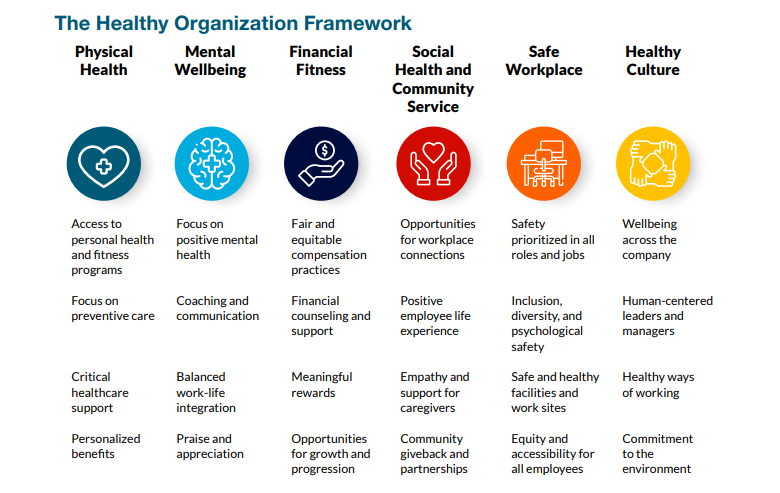 The Healthy Organization Framework
Physical
Health
Mental
Wellbeing
Financial
Fitness
Social
Health and
Community
Service
Safe
Workplace
Healthy
Culture
$
Access to
personal health
and fitness
programs
Focus on
positive mental
health
Fair and
equitable
compensation
practices
Opportunities
for workplace
connections
Safety
prioritized in all
roles and jobs
Wellbeing
across the
company
Focus on
preventive care
Coaching and
communication
Financial
counseling and
support
Positive
employee life
experience
Inclusion,
diversity, and
psychological
safety
Human-centered
leaders and
managers
Critical
healthcare
support
Balanced
work-life
integration
Meaningful
rewards
Empathy and
support for
caregivers
Safe and healthy
facilities and
work sites
Healthy ways
of working
Personalized
benefits
Praise and
appreciation
Opportunities
for growth and
progression
Community
giveback and
partnerships
Equity and
accessibility for
all employees
Commitment
to the
environment